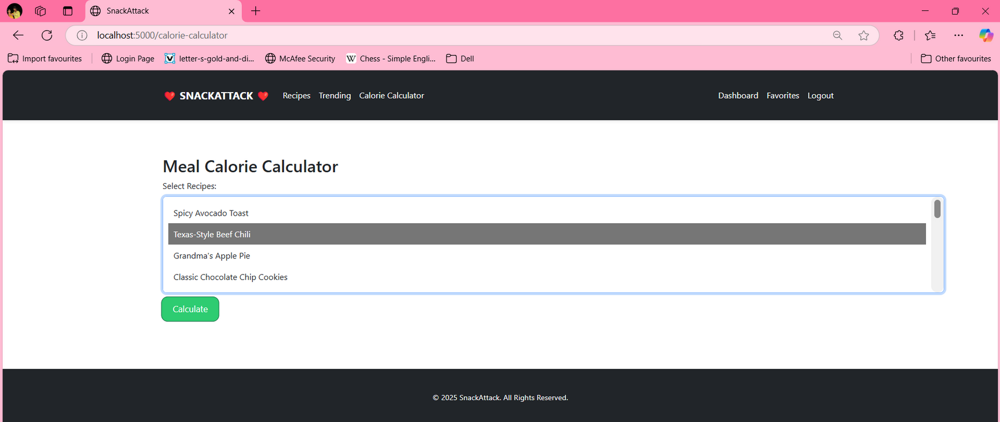 SnackAttack
localhost:5000/calorie-calculator
Import favourites Login Page letter-s-gold-and-di... McAfee Security W Chess - Simple Engli... Dell Other favourites
SNACKATTACK Recipes Trending Calorie Calculator Dashboard Favorites Logout
Meal Calorie Calculator
Select Recipes:
Spicy Avocado Toast
Texas-Style Beef Chili
Grandma's Apple Pie
Classic Chocolate Chip Cookies
Calculate
© 2025 SnackAttack. All Rights Reserved.